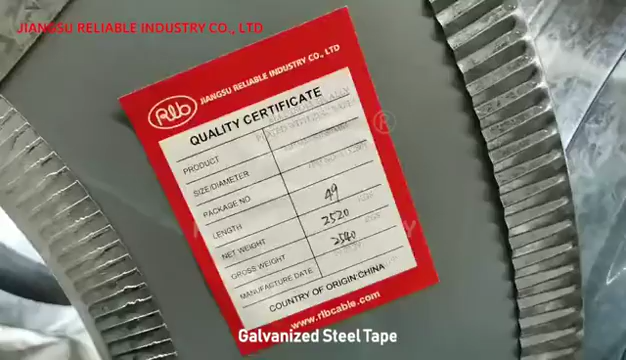 JIANGSU RELIABLE INDUSTRY CO., LTD
Rlb JIANGSU RELIABLE INDUSTRY CO., LTD
QUALITY CERTIFICATE
PRODUCT
SIZE/DIAMETER
PACKAGE NO
LENGTH 49
NET WEIGHT 2520
GROSS WEIGHT 2540
MANUFACTURE DATE
COUNTRY OF ORIGIN:CHINA
www.rlbcable.com
Galvanized Steel Tape